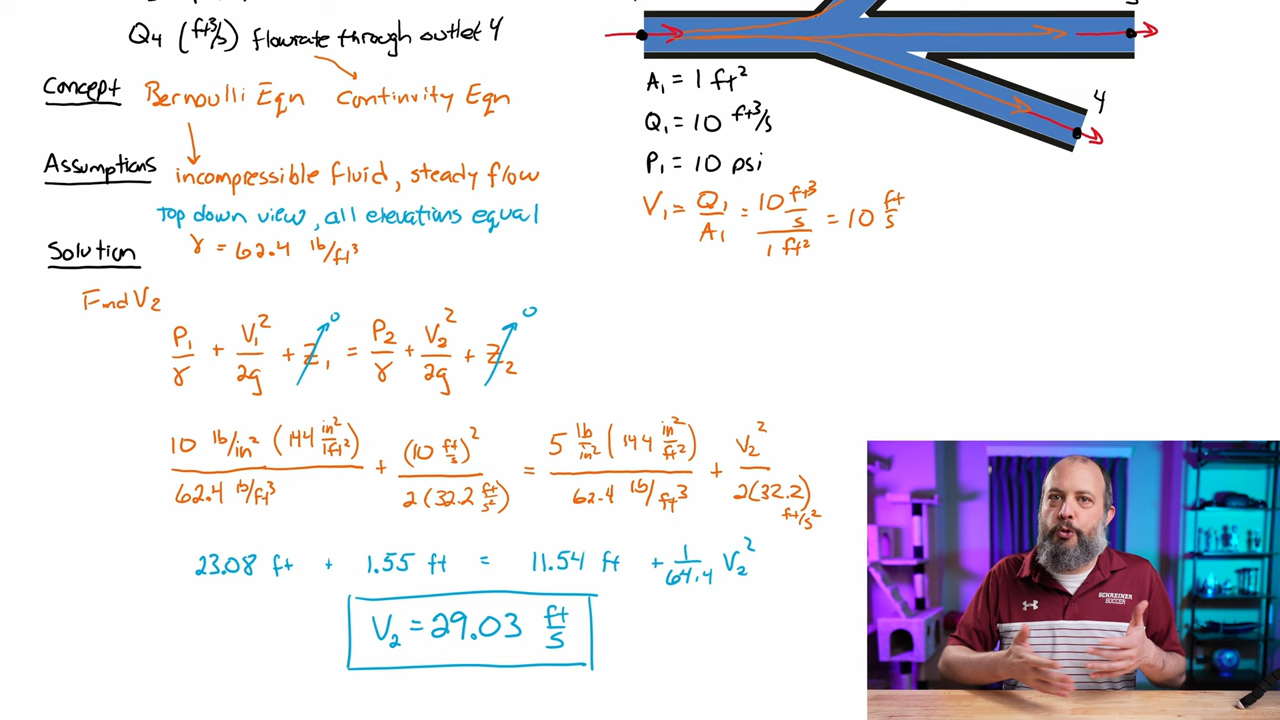 Q₄ (ft³/s) flowrate through outlet 4
Concept Bernoulli Eqn Continuity Eqn
Assumptions incompressible fluid, steady flow
top down view, all elevations equal
γ = 62.4 lb/ft³
Solution
Find V₂
P₁/γ + V₁²/2g + Z₁ 0 = P₂/γ + V₂²/2g + Z₂ 0
10 lb/in² (144 in²/1ft²) / 62.4 lb/ft³ + (10 ft/s)² / 2(32.2 ft/s²) = 5 lb/in² (144 in²/ft²) / 62.4 lb/ft³ + V₂² / 2(32.2) ft/s²
23.08 ft + 1.55 ft = 11.54 ft + 1/64.4 V₂²
V₂ = 29.03 ft/s
4
A₁ = 1 ft²
Q₁ = 10 ft³/s
P₁ = 10 psi
V₁ = Q₁/A₁ = 10 ft³/s / 1 ft² = 10 ft/s
SCHREINER
SOCCER